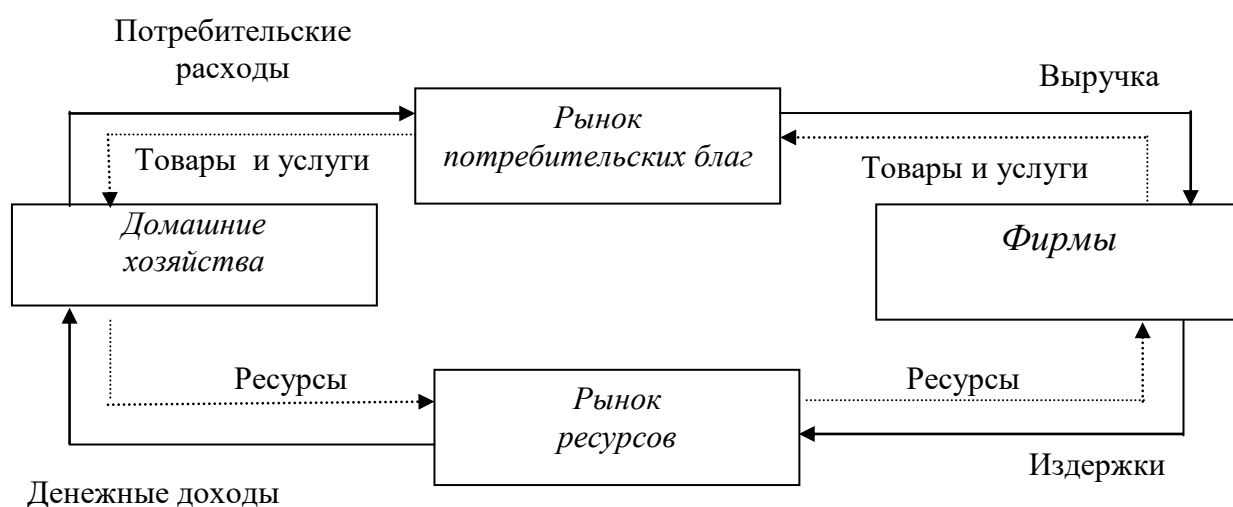 Потребительские
расходы
Выручка
Рынок
потребительских благ
Товары и услуги
Товары и услуги
Домашние
хозяйства
Фирмы
Ресурсы
Рынок
ресурсов
Ресурсы
Издержки
Денежные доходы